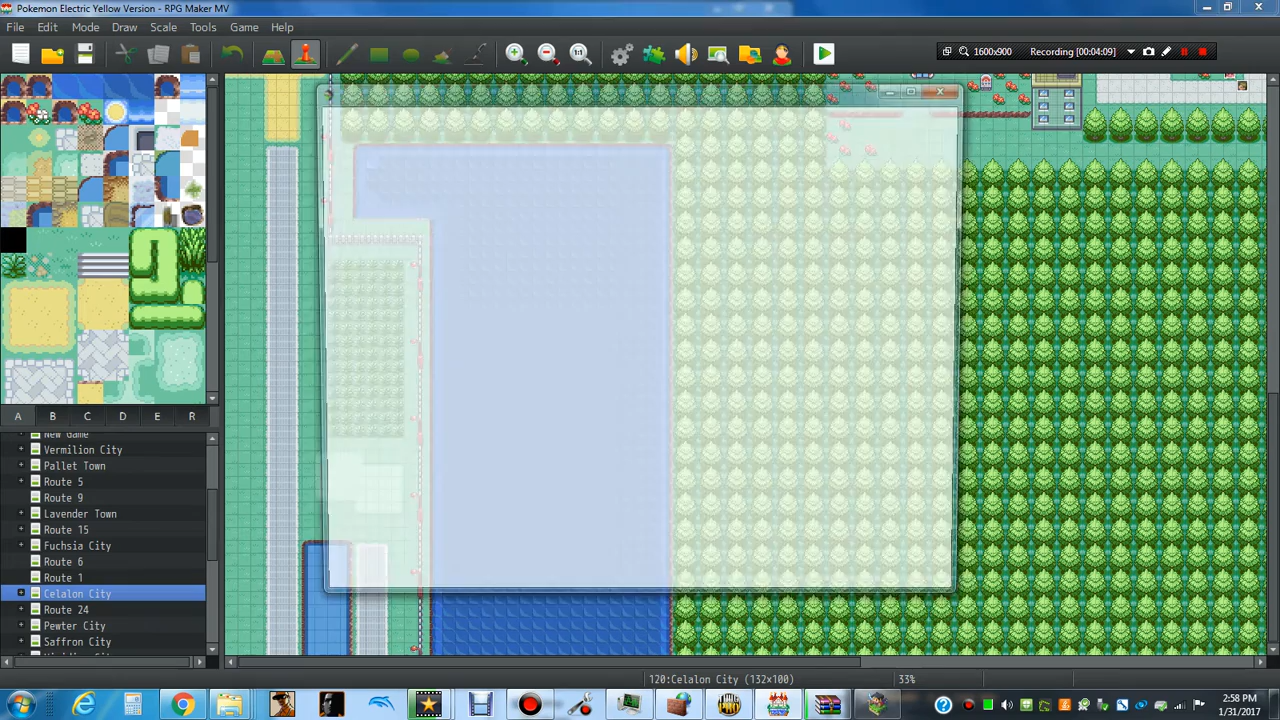 Pokemon Electric Yellow Version - RPG Maker MV
File Edit Mode Draw Scale Tools Game Help
1:1
1600x900 Recording [00:04:09]
A B C D E R
New Game
Vermilion City
Pallet Town
Route 5
Route 9
Lavender Town
Route 15
Fuchsia City
Route 6
Route 1
Celalon City
Route 24
Pewter City
Saffron City
120:Celalon City (132x100) 33%
2:58 PM
1/31/2017